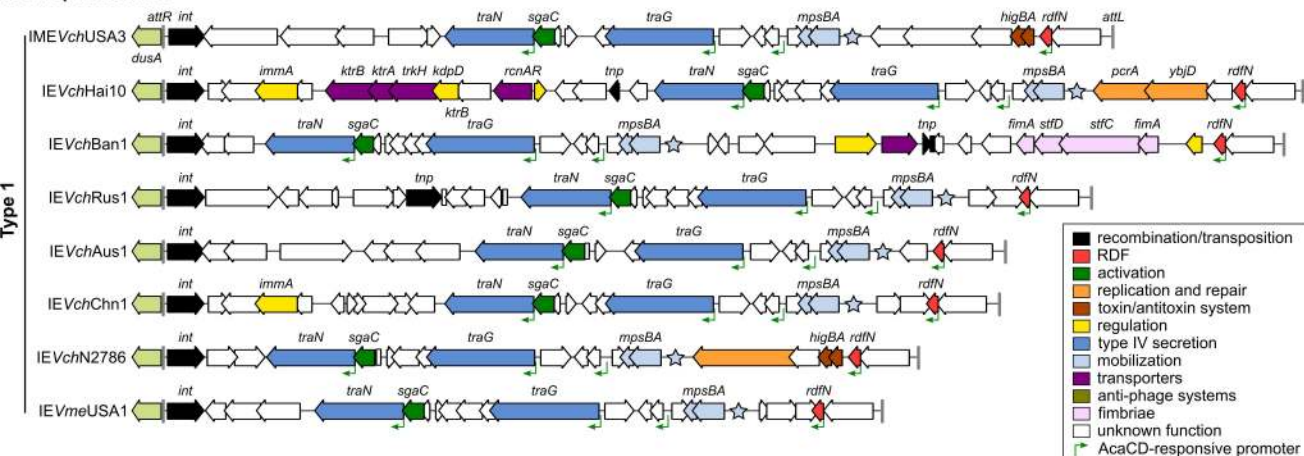 attR int traN sgaC traG mpsBA higBA rdfN attL
IMEVchUSA3
dusA
int immA ktrB ktrA trkH kdpD rcnAR tnp traN sgaC traG mpsBA pcrA ybjD rdfN
IEVchHai10
ktrB
int traN sgaC traG mpsBA tnp fimA stfD stfC fimA rdfN
IEVchBan1
int tnp traN sgaC traG mpsBA rdfN
IEVchRus1
int traN sgaC traG mpsBA rdfN
IEVchAus1
int immA traN sgaC traG mpsBA rdfN
IEVchChn1
int traN sgaC traG mpsBA higBA rdfN
IEVchN2786
int traN sgaC traG mpsBA rdfN
IEVmeUSA1
Type 1
recombination/transposition
RDF
activation
replication and repair
toxin/antitoxin system
regulation
type IV secretion
mobilization
transporters
anti-phage systems
fimbriae
unknown function
AcaCD-responsive promoter